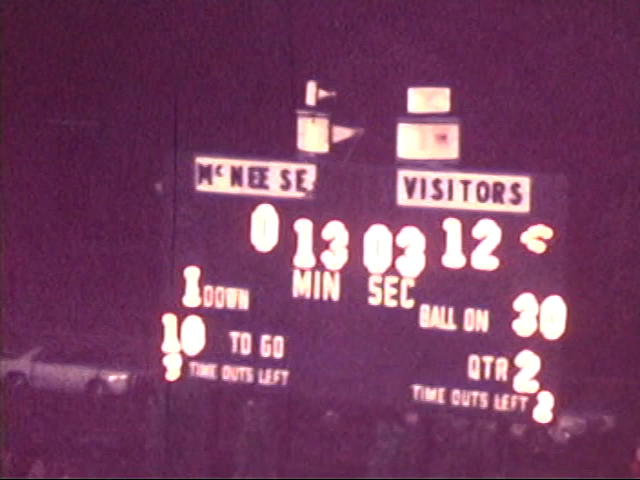 McNEESE VISITORS
0 13 03 12
MIN SEC
1 DOWN BALL ON 30
10 TO GO QTR 2
TIME OUTS LEFT TIME OUTS LEFT